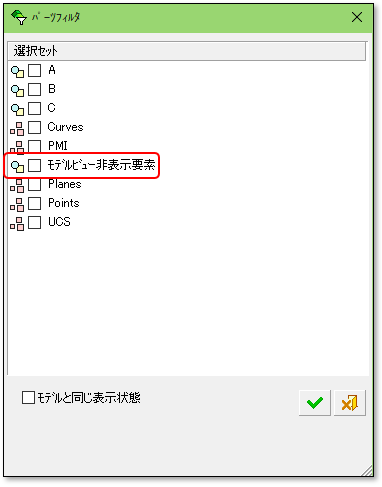 ﾊﾟｰﾂﾌｨﾙﾀ
選択ｾｯﾄ
A
B
C
Curves
PMI
ﾓﾃﾞﾙﾋﾞｭｰ非表示要素
Planes
Points
UCS
ﾓﾃﾞﾙと同じ表示状態